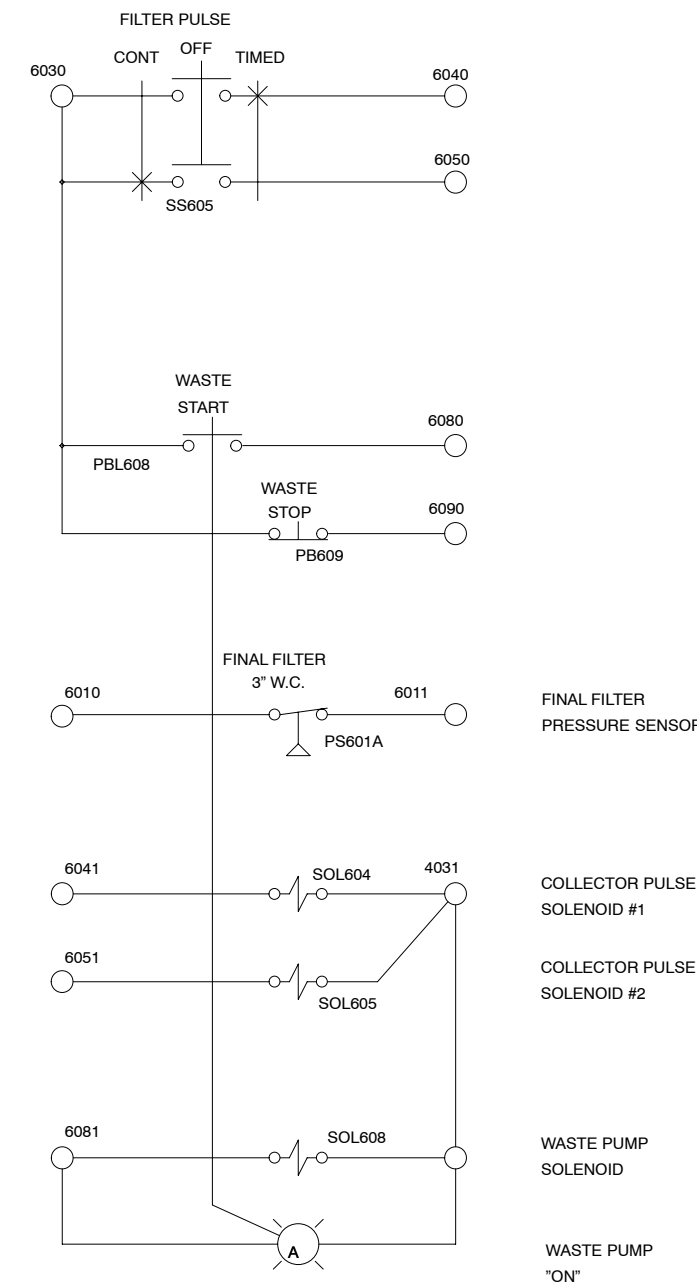 FILTER PULSE
CONT
OFF
TIMED
6030
6040
6050
SS605
WASTE
START
6080
PBL608
WASTE
STOP
6090
PB609
FINAL FILTER
3" W.C.
6010
6011
PS601A
FINAL FILTER
PRESSURE SENSOR
6041
SOL604
4031
COLLECTOR PULSE
SOLENOID #1
6051
SOL605
COLLECTOR PULSE
SOLENOID #2
6081
SOL608
WASTE PUMP
SOLENOID
A
WASTE PUMP
"ON"